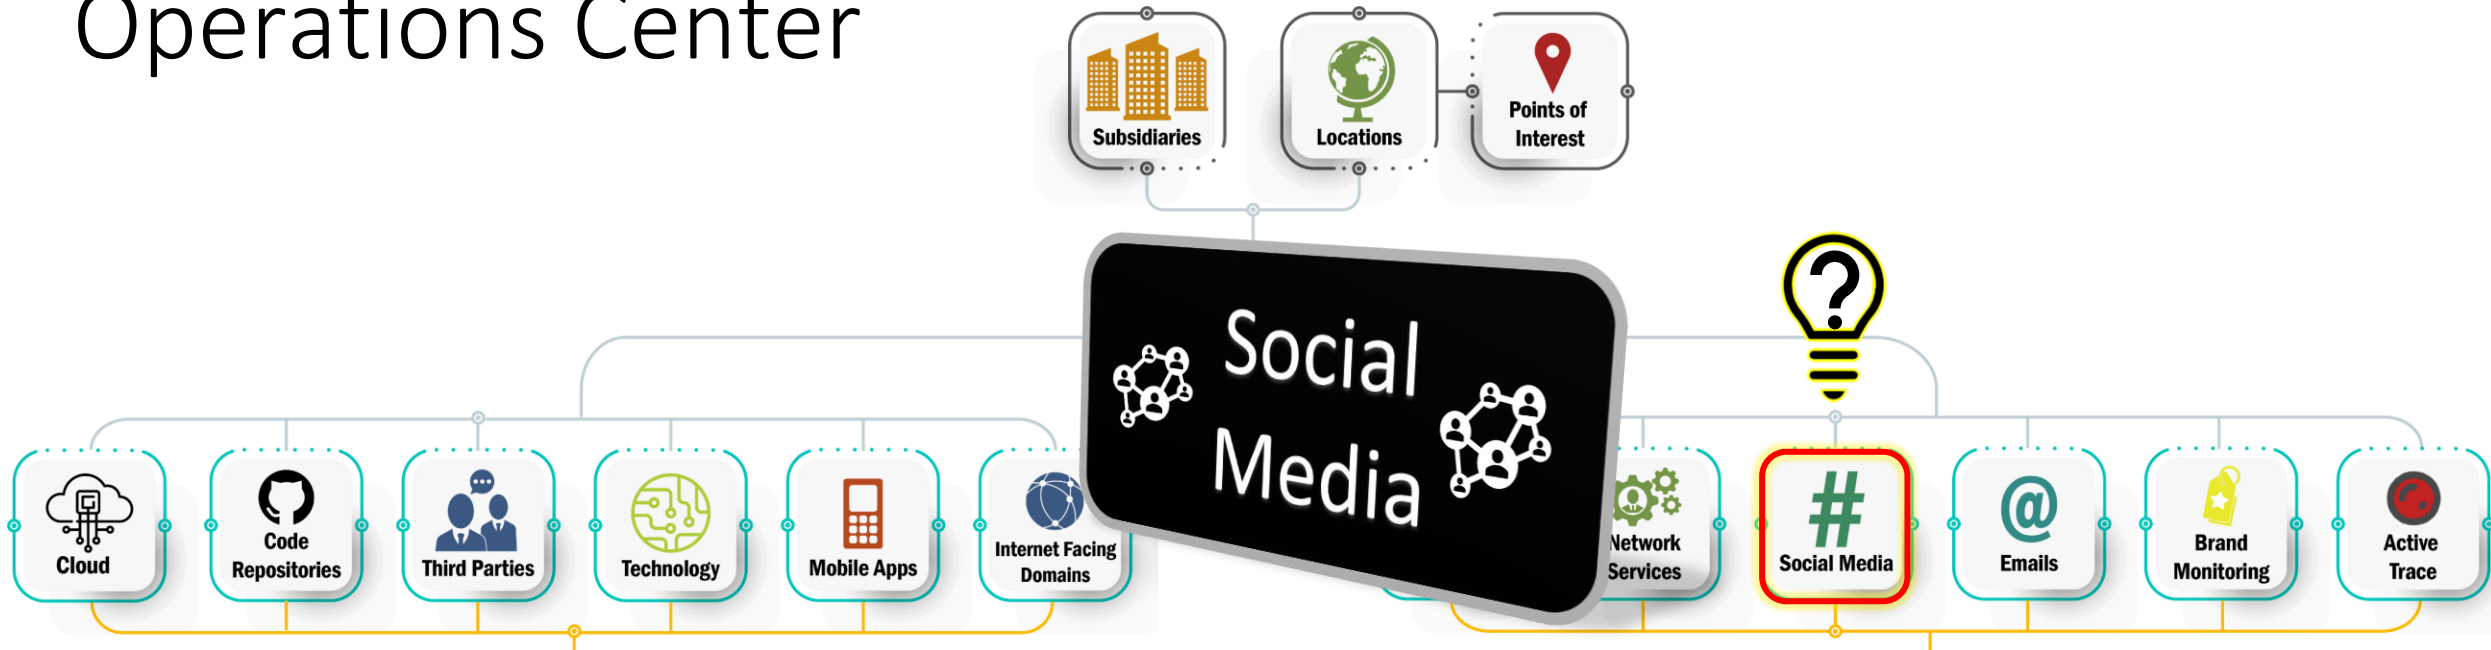 Operations Center
Subsidiaries
Locations
Points of
Interest
?
Social
Media
Cloud
Code
Repositories
Third Parties
Technology
Mobile Apps
Internet Facing
Domains
Network
Services
#
Social Media
@
Emails
Brand
Monitoring
Active
Trace